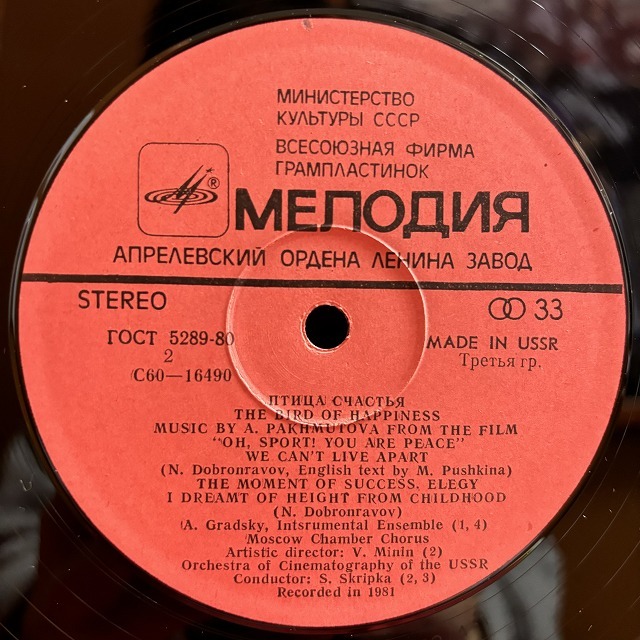 МИНИСТЕРСТВО
КУЛЬТУРЫ СССР
ВСЕСОЮЗНАЯ ФИРМА
ГРАМПЛАСТИНОК
®
МЕЛОДИЯ
АПРЕЛЕВСКИЙ ОРДЕНА ЛЕНИНА ЗАВОД
STEREO
33
ГОСТ 5289-80
MADE IN USSR
2
Третья гр.
С60—16490
ПТИЦА СЧАСТЬЯ
THE BIRD OF HAPPINESS
MUSIC BY A. PAKHMUTOVA FROM THE FILM
"OH, SPORT! YOU ARE PEACE"
WE CAN'T LIVE APART
(N. Dobronravov, English text by M. Pushkina)
THE MOMENT OF SUCCESS. ELEGY
I DREAMT OF HEIGHT FROM CHILDHOOD
(N. Dobronravov)
A. Gradsky, Intsrumental Ensemble (1, 4)
Moscow Chamber Chorus
Artistic director: V. Minin (2)
Orchestra of Cinematography of the USSR
Conductor: S. Skripka (2, 3)
Recorded in 1981